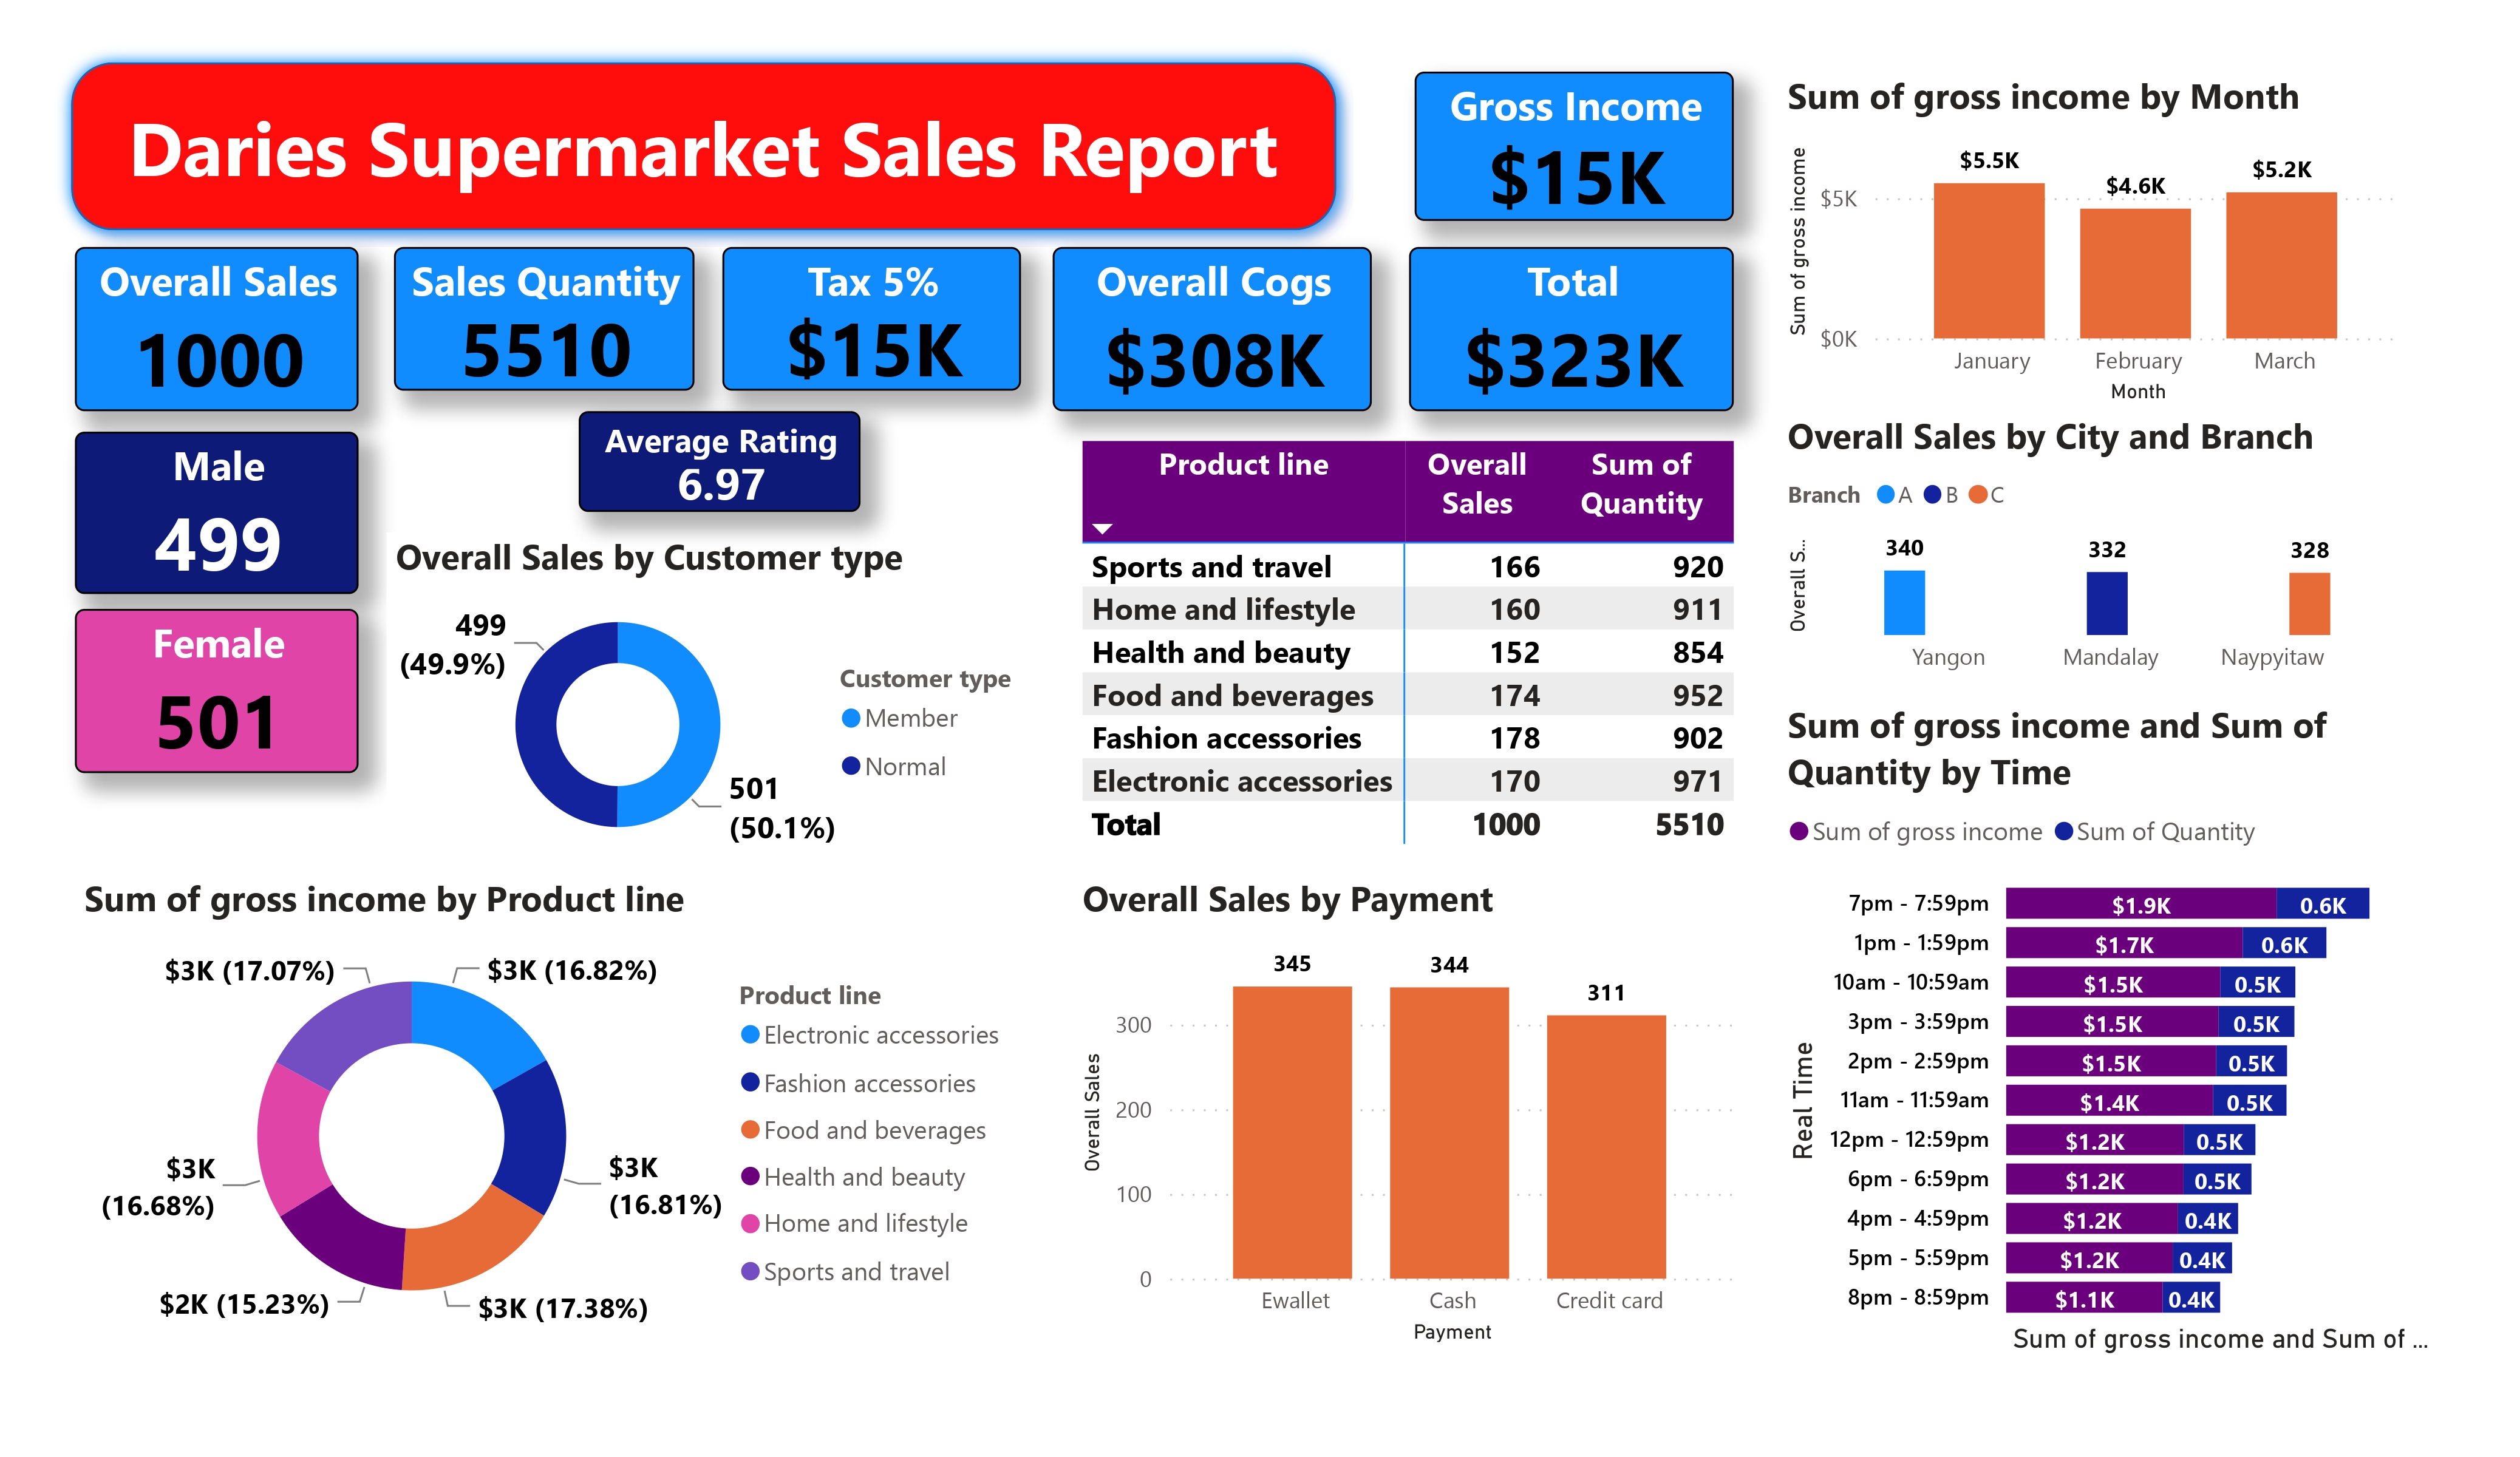 Daries Supermarket Sales Report
Gross Income
$15K
Overall Sales
1000
Sales Quantity
5510
Tax 5%
$15K
Overall Cogs
$308K
Total
$323K
Male
499
Female
501
Average Rating
6.97
Overall Sales by Customer type
499
(49.9%)
501
(50.1%)
Customer type
Member
Normal
Product line Overall Sales Sum of Quantity
Sports and travel 166 920
Home and lifestyle 160 911
Health and beauty 152 854
Food and beverages 174 952
Fashion accessories 178 902
Electronic accessories 170 971
Total 1000 5510
Sum of gross income by Product line
$3K (17.07%)
$3K (16.82%)
$3K
(16.68%)
$3K
(16.81%)
$2K (15.23%)
$3K (17.38%)
Product line
Electronic accessories
Fashion accessories
Food and beverages
Health and beauty
Home and lifestyle
Sports and travel
Overall Sales by Payment
Overall Sales
300
200
100
0
345
344
311
Ewallet
Cash
Credit card
Payment
Sum of gross income by Month
Sum of gross income
$5K
$0K
$5.5K
$4.6K
$5.2K
January
February
March
Month
Overall Sales by City and Branch
Branch A B C
Overall S...
340
332
328
Yangon
Mandalay
Naypyitaw
Sum of gross income and Sum of
Quantity by Time
Sum of gross income Sum of Quantity
Real Time
7pm - 7:59pm $1.9K 0.6K
1pm - 1:59pm $1.7K 0.6K
10am - 10:59am $1.5K 0.5K
3pm - 3:59pm $1.5K 0.5K
2pm - 2:59pm $1.5K 0.5K
11am - 11:59am $1.4K 0.5K
12pm - 12:59pm $1.2K 0.5K
6pm - 6:59pm $1.2K 0.5K
4pm - 4:59pm $1.2K 0.4K
5pm - 5:59pm $1.2K 0.4K
8pm - 8:59pm $1.1K 0.4K
Sum of gross income and Sum of ...